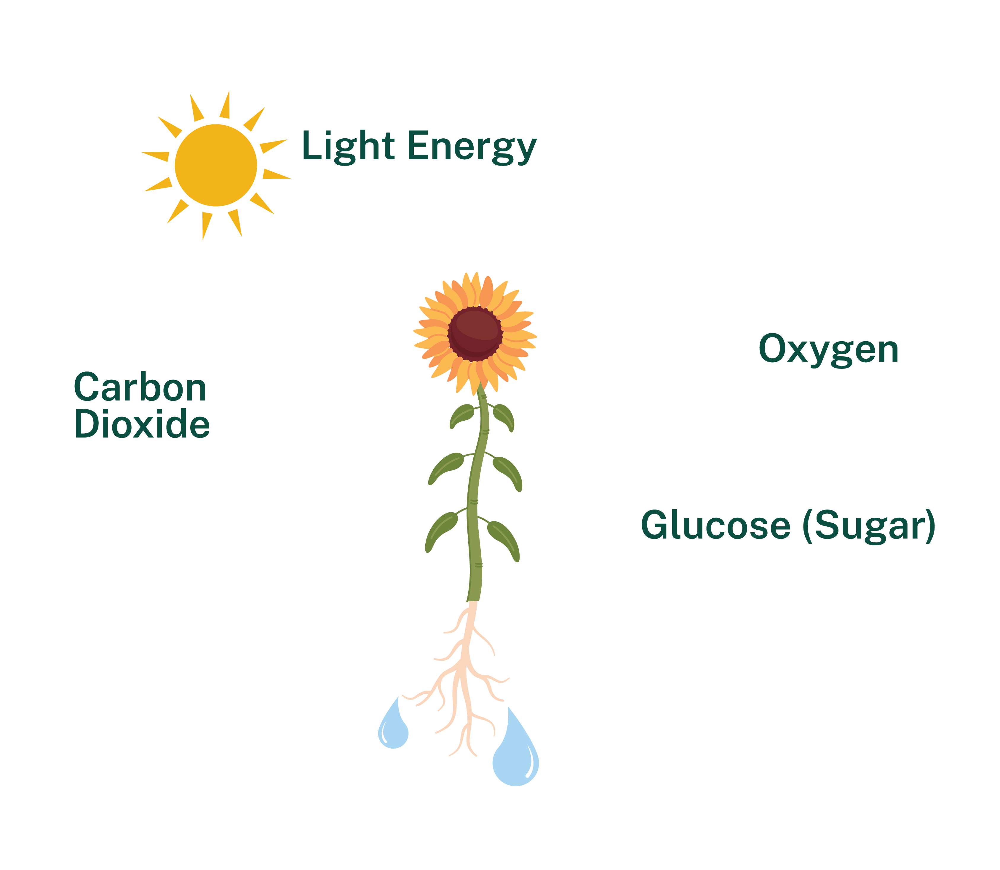 Light Energy
Carbon
Dioxide
Oxygen
Glucose (Sugar)